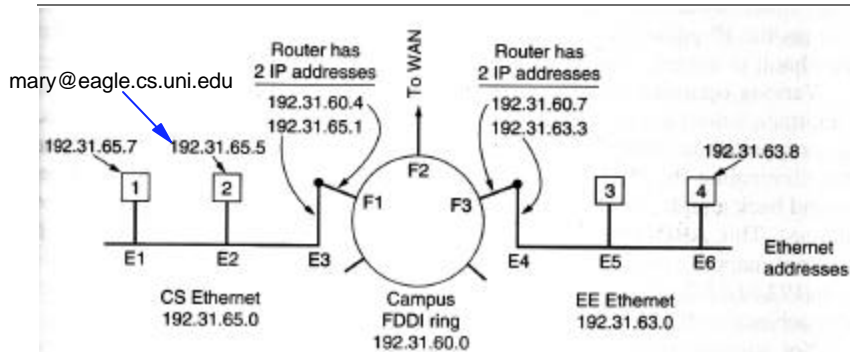 Router has
2 IP addresses
192.31.60.4
192.31.65.1
To WAN
Router has
2 IP addresses
192.31.60.7
192.31.63.3
mary@eagle.cs.uni.edu
192.31.65.7
192.31.65.5
192.31.63.8
1
2
F1
F2
F3
3
4
E1
E2
E3
E4
E5
E6
Ethernet
addresses
CS Ethernet
192.31.65.0
Campus
FDDI ring
192.31.60.0
EE Ethernet
192.31.63.0